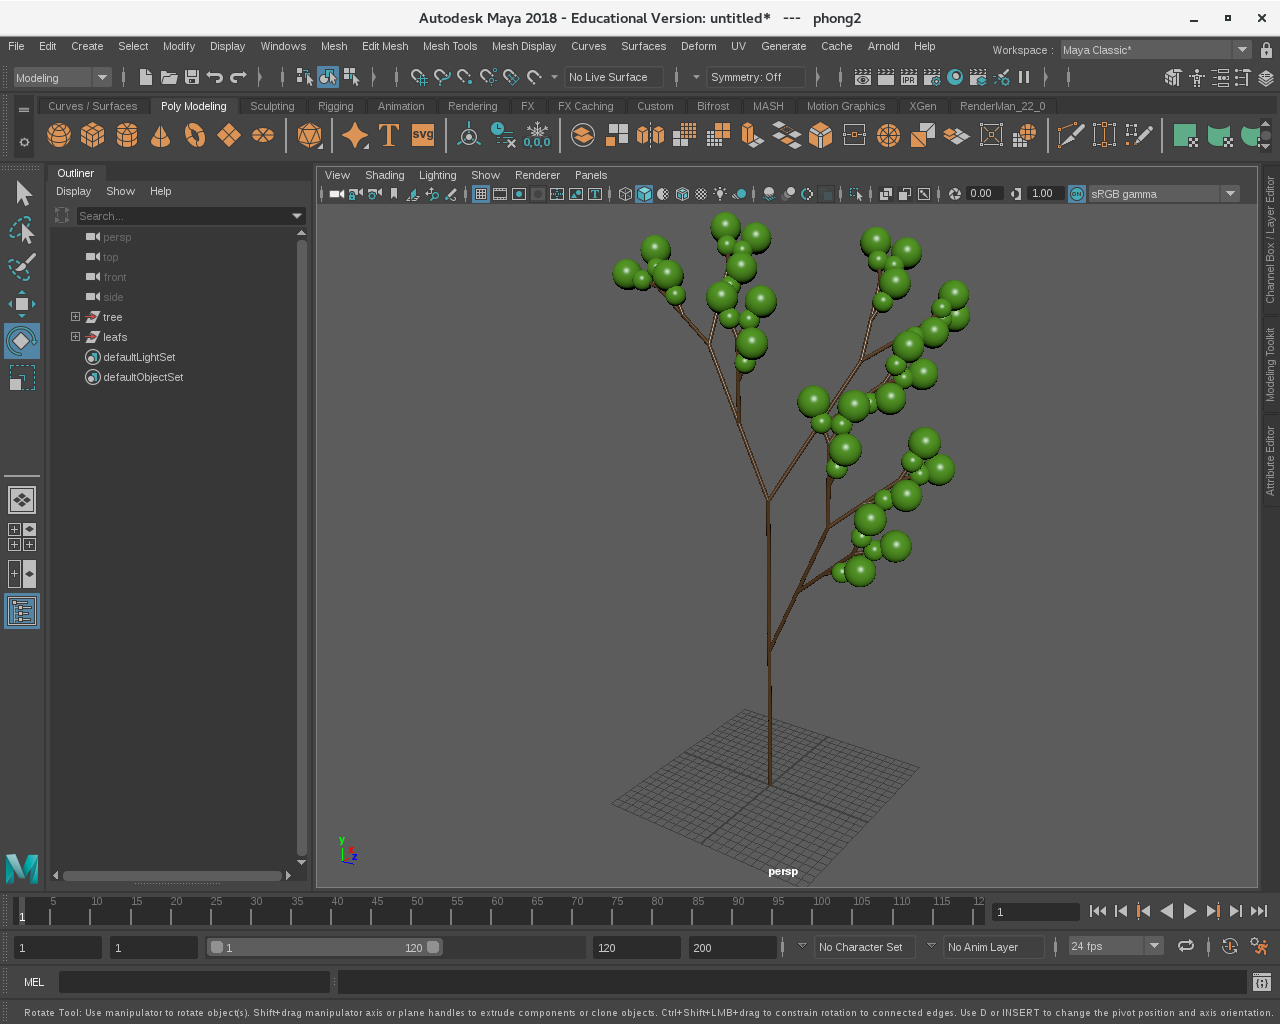 Autodesk Maya 2018 - Educational Version: untitled* --- phong2
File Edit Create Select Modify Display Windows Mesh Edit Mesh Mesh Tools Mesh Display Curves Surfaces Deform UV Generate Cache Arnold Help Workspace : Maya Classic*
Modeling No Live Surface Symmetry: Off
Curves / Surfaces Poly Modeling Sculpting Rigging Animation Rendering FX FX Caching Custom Bifrost MASH Motion Graphics XGen RenderMan_22_0
T svg 0,0,0
Outliner
Display Show Help
Search...
persp
top
front
side
tree
leafs
defaultLightSet
defaultObjectSet
View Shading Lighting Show Renderer Panels
0.00 1.00 ON sRGB gamma
Channel Box / Layer Editor
Modeling Toolkit
Attribute Editor
y
x
z
persp
1 5 10 15 20 25 30 35 40 45 50 55 60 65 70 75 80 85 90 95 100 105 110 115 12 1
1 1 1 120 120 200 No Character Set No Anim Layer 24 fps
MEL
Rotate Tool: Use manipulator to rotate object(s). Shift+drag manipulator axis or plane handles to extrude components or clone objects. Ctrl+Shift+LMB+drag to constrain rotation to connected edges. Use D or INSERT to change the pivot position and axis orientation.